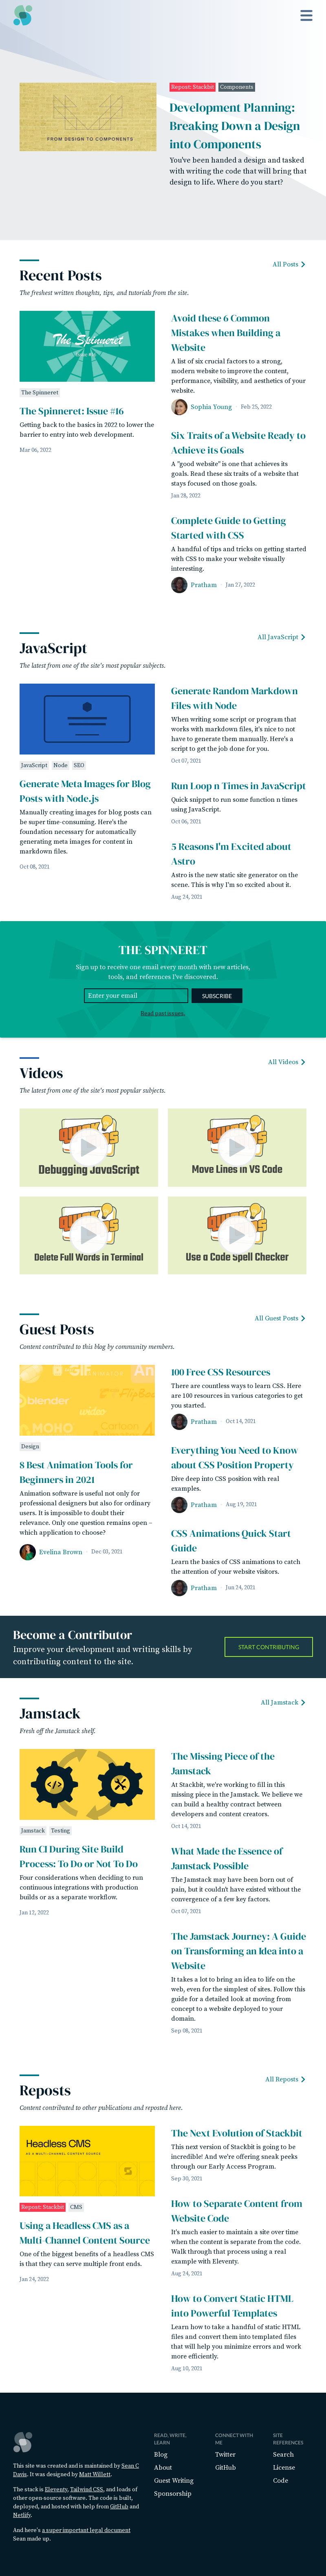 FROM DESIGN TO COMPONENTS
Repost: Stackbit
Components
Development Planning:
Breaking Down a Design
into Components
You've been handed a design and tasked
with writing the code that will bring that
design to life. Where do you start?
Recent Posts
All Posts
The freshest written thoughts, tips, and tutorials from the site.
The Spinneret
The Spinneret
The Spinneret: Issue #16
Getting back to the basics in 2022 to lower the
barrier to entry into web development.
Mar 06, 2022
Avoid these 6 Common
Mistakes when Building a
Website
A list of six crucial factors to a strong,
modern website to improve the content,
performance, visibility, and aesthetics of your
website.
Sophia Young
Feb 25, 2022
Six Traits of a Website Ready to
Achieve its Goals
A "good website" is one that achieves its
goals. Read these six traits of a website that
stays focused on those goals.
Jan 28, 2022
Complete Guide to Getting
Started with CSS
A handful of tips and tricks on getting started
with CSS to make your website visually
interesting.
Pratham
Jan 27, 2022
JavaScript
All JavaScript
The latest from one of the site's most popular subjects.
JavaScript
Node
SEO
Generate Meta Images for Blog
Posts with Node.js
Manually creating images for blog posts can
be super time-consuming. Here's the
foundation necessary for automatically
generating meta images for content in
markdown files.
Oct 08, 2021
Generate Random Markdown
Files with Node
When writing some script or program that
works with markdown files, it's nice to not
have to generate them manually. Here's a
script to get the job done for you.
Oct 07, 2021
Run Loop n Times in JavaScript
Quick snippet to run some function n times
using JavaScript.
Oct 06, 2021
5 Reasons I'm Excited about
Astro
Astro is the new static site generator on the
scene. This is why I'm so excited about it.
Aug 24, 2021
THE SPINNERET
Sign up to receive one email every month with new articles,
tools, and references I've discovered.
Enter your email
SUBSCRIBE
Read past issues.
Videos
All Videos
The latest from one of the site's most popular subjects.
Debugging JavaScript
Move Lines in VS Code
Delete Full Words in Terminal
Use a Code Spell Checker
Guest Posts
All Guest Posts
Content contributed to this blog by community members.
Design
8 Best Animation Tools for
Beginners in 2021
Animation software is useful not only for
professional designers but also for ordinary
users. It is impossible to doubt their
relevance. Only one question remains open –
which application to choose?
Evelina Brown
Dec 03, 2021
100 Free CSS Resources
There are countless ways to learn CSS. Here
are 100 resources in various categories to get
you started.
Pratham
Oct 14, 2021
Everything You Need to Know
about CSS Position Property
Dive deep into CSS position with real
examples.
Pratham
Aug 19, 2021
CSS Animations Quick Start
Guide
Learn the basics of CSS animations to catch
the attention of your website visitors.
Pratham
Jun 24, 2021
Become a Contributor
Improve your development and writing skills by
contributing content to the site.
START CONTRIBUTING
Jamstack
All Jamstack
Fresh off the Jamstack shelf.
Jamstack
Testing
Run CI During Site Build
Process: To Do or Not To Do
Four considerations when deciding to run
continuous integrations with production
builds or as a separate workflow.
Jan 12, 2022
The Missing Piece of the
Jamstack
At Stackbit, we're working to fill in this
missing piece in the Jamstack. We believe we
can build a healthy contract between
developers and content creators.
Oct 14, 2021
What Made the Essence of
Jamstack Possible
The Jamstack may have been born out of
pain, but it couldn't have existed without the
convergence of a few key factors.
Oct 07, 2021
The Jamstack Journey: A Guide
on Transforming an Idea into a
Website
It takes a lot to bring an idea to life on the
web, even for the simplest of sites. Follow this
guide for a detailed look at moving from
concept to a website deployed to your
domain.
Sep 08, 2021
Reposts
All Reposts
Content contributed to other publications and reposted here.
Headless CMS
AS A MULTI-CHANNEL CONTENT SOURCE
Repost: Stackbit
CMS
Using a Headless CMS as a
Multi-Channel Content Source
One of the biggest benefits of a headless CMS
is that they can serve multiple front ends.
Jan 24, 2022
The Next Evolution of Stackbit
This next version of Stackbit is going to be
incredible! And we're offering sneak peeks
through our Early Access Program.
Sep 30, 2021
How to Separate Content from
Website Code
It's much easier to maintain a site over time
when the content is separate from the code.
Walk through that process using a real
example with Eleventy.
Aug 24, 2021
How to Convert Static HTML
into Powerful Templates
Learn how to take a handful of static HTML
files and convert them into templated files
that will help you minimize errors and work
more efficiently.
Aug 10, 2021
This site was created and is maintained by Sean C
Davis. It was designed by Matt Willett.
The stack is Eleventy, Tailwind CSS, and loads of
other open-source software. The code is built,
deployed, and hosted with help from GitHub and
Netlify.
And here's a super important legal document
Sean made up.
READ, WRITE,
LEARN
Blog
About
Guest Writing
Sponsorship
CONNECT WITH
ME
Twitter
GitHub
SITE
REFERENCES
Search
License
Code